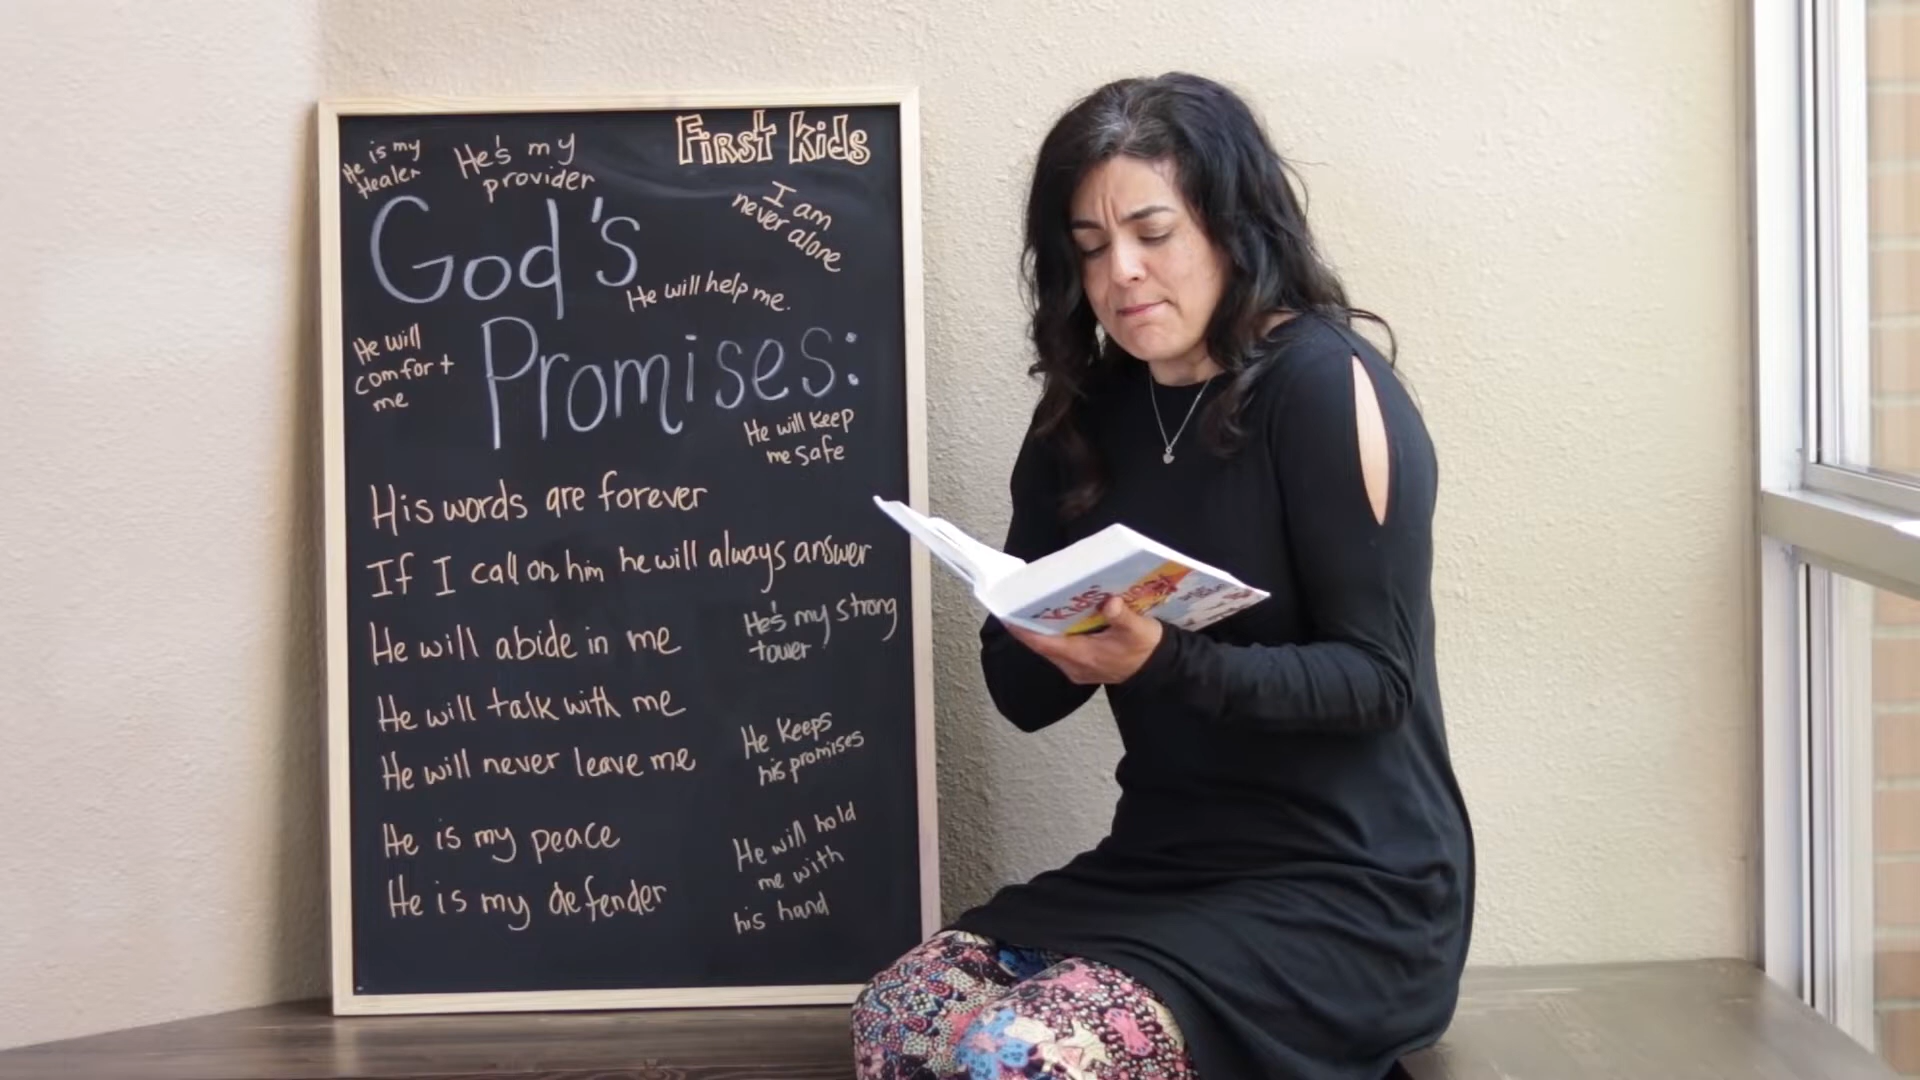 First Kids
He is my
Healer
He's my
provider
I am
never alone
God's
He will help me.
Promises:
He will
comfort
me
He will keep
me safe
His words are forever
If I call on him he will always answer
He's my strong
tower
He will abide in me
He will talk with me
He Keeps
his promises
He will never leave me
He will hold
me with
his hand
He is my peace
He is my defender
Kids'